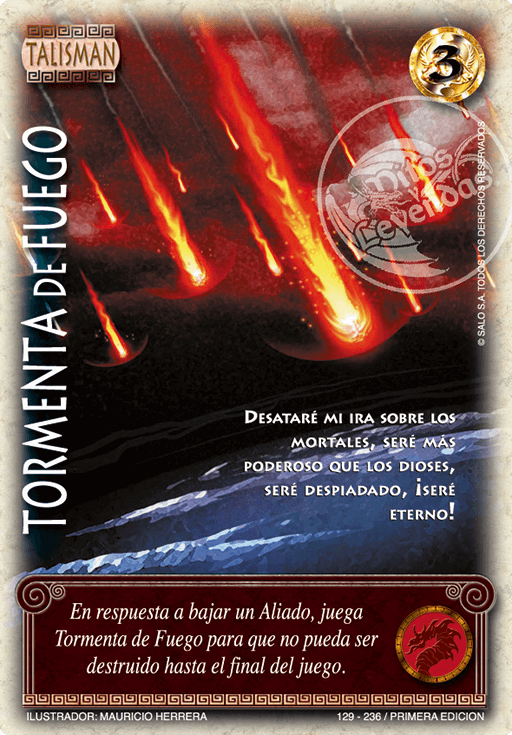 TALISMAN
3
TORMENTA DE FUEGO
Mitos
y
Leyendas
© SALO S.A. TODOS LOS DERECHOS RESERVADOS
DESATARÉ MI IRA SOBRE LOS
MORTALES, SERÉ MÁS
PODEROSO QUE LOS DIOSES,
SERÉ DESPIADADO, ¡SERÉ
ETERNO!
En respuesta a bajar un Aliado, juega
Tormenta de Fuego para que no pueda ser
destruido hasta el final del juego.
ILUSTRADOR: MAURICIO HERRERA
129 - 236 / PRIMERA EDICION